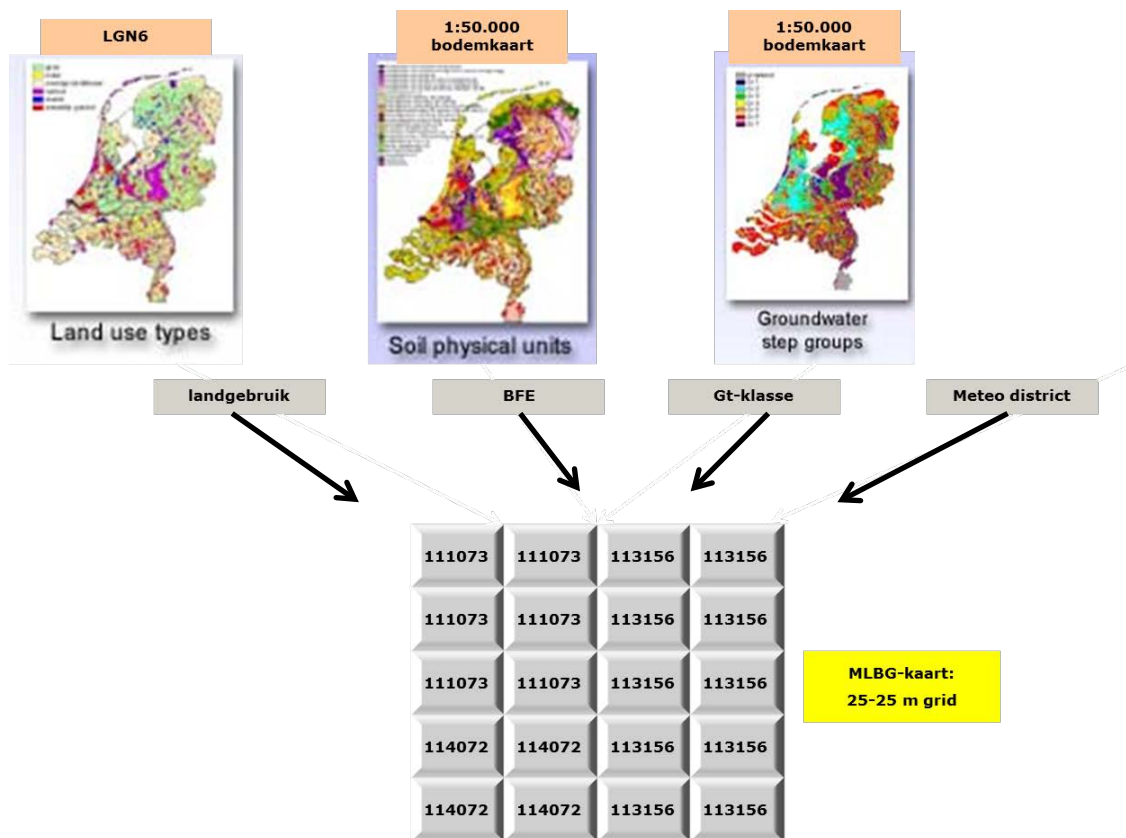 LGN6
1:50.000
bodemkaart
1:50.000
bodemkaart
Land use types
Soil physical units
Groundwater
step groups
landgebruik
BFE
Gt-klasse
Meteo district
111073 111073 113156 113156
111073 111073 113156 113156
111073 111073 113156 113156
114072 114072 113156 113156
114072 114072 113156 113156
MLBG-kaart:
25-25 m grid